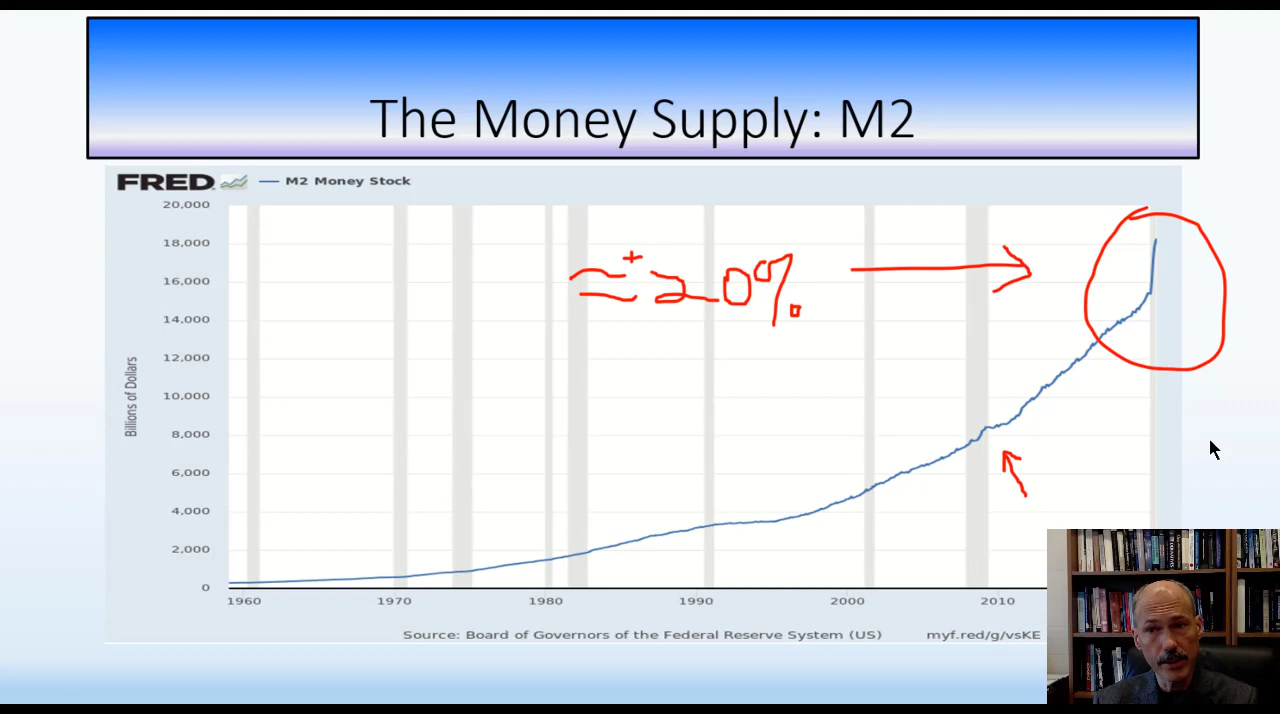 The Money Supply: M2
FRED M2 Money Stock
20,000
18,000
16,000
14,000
12,000
10,000
8,000
6,000
4,000
2,000
0
Billions of Dollars
≈ + 20%
1960 1970 1980 1990 2000 2010
Source: Board of Governors of the Federal Reserve System (US) myf.red/g/vsKE